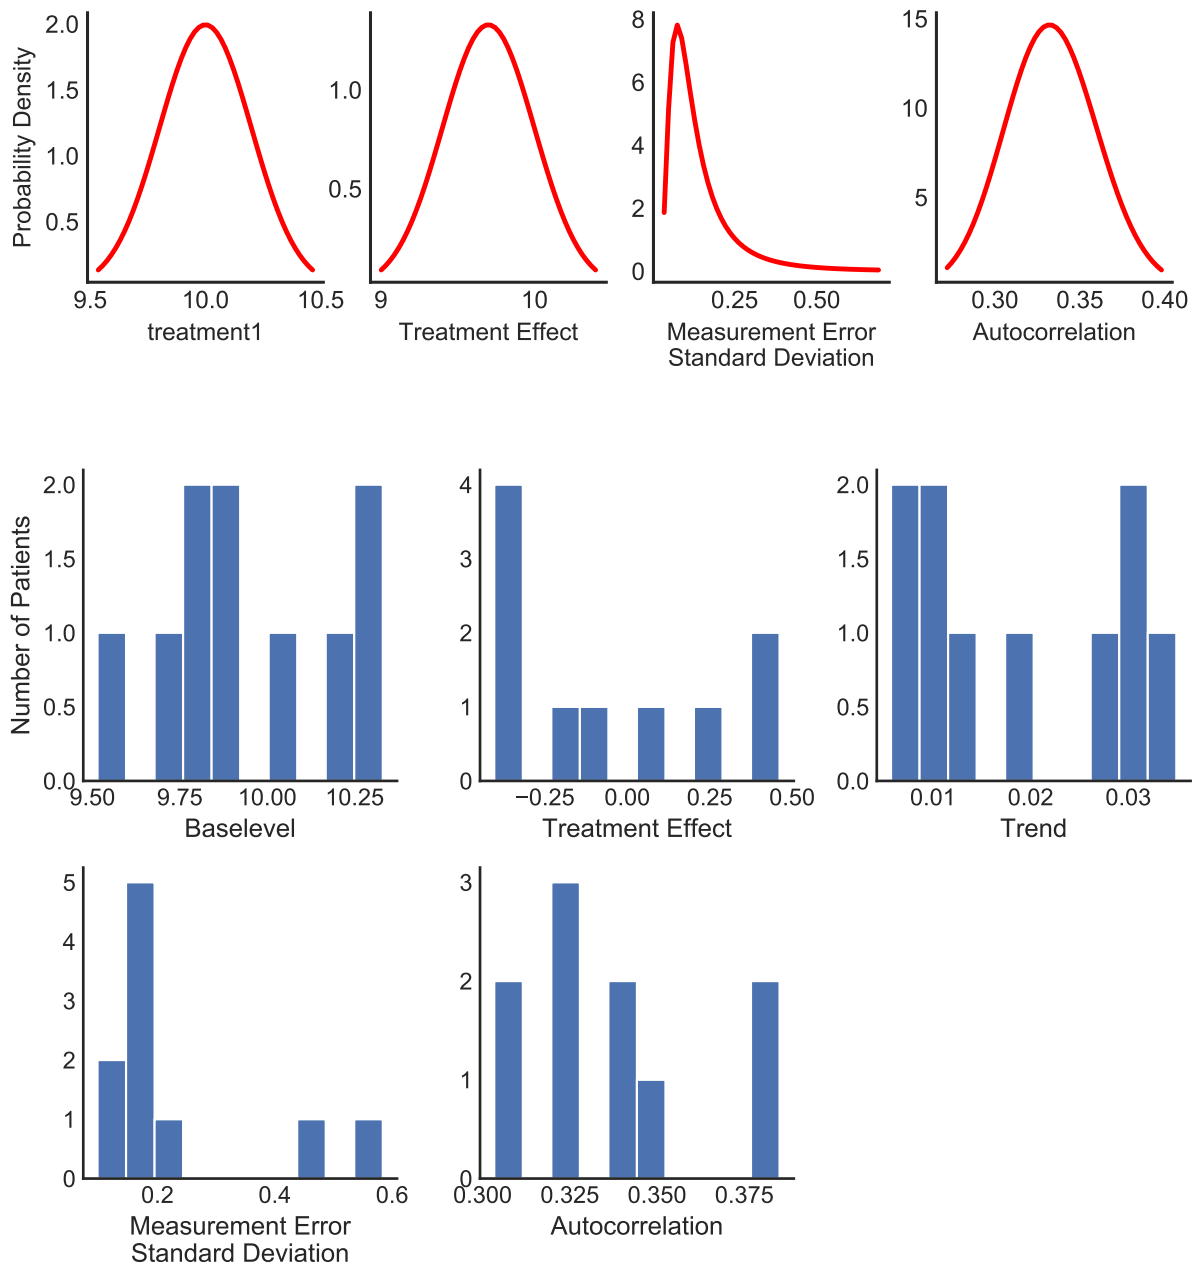 Probability Density
2.0
1.5
1.0
0.5
9.5 10.0 10.5
treatment1
1.0
0.5
9 10
Treatment Effect
8
6
4
2
0
0.25 0.50
Measurement Error
Standard Deviation
15
10
5
0.30 0.35 0.40
Autocorrelation
Number of Patients
2.0
1.5
1.0
0.5
0.0
9.50 9.75 10.00 10.25
Baselevel
4
3
2
1
0
−0.25 0.00 0.25 0.50
Treatment Effect
2.0
1.5
1.0
0.5
0.0
0.01 0.02 0.03
Trend
5
4
3
2
1
0
0.2 0.4 0.6
Measurement Error
Standard Deviation
3
2
1
0
0.300 0.325 0.350 0.375
Autocorrelation